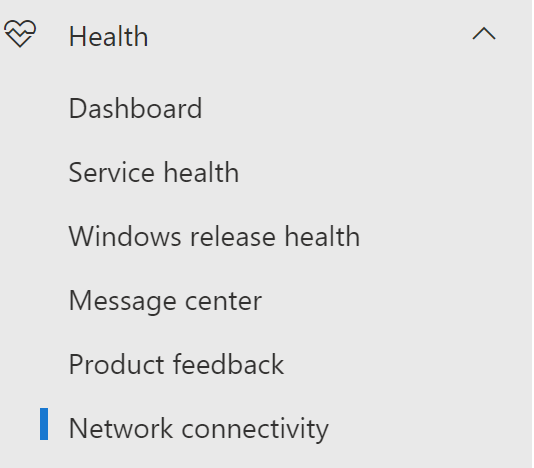 Health
Dashboard
Service health
Windows release health
Message center
Product feedback
Network connectivity